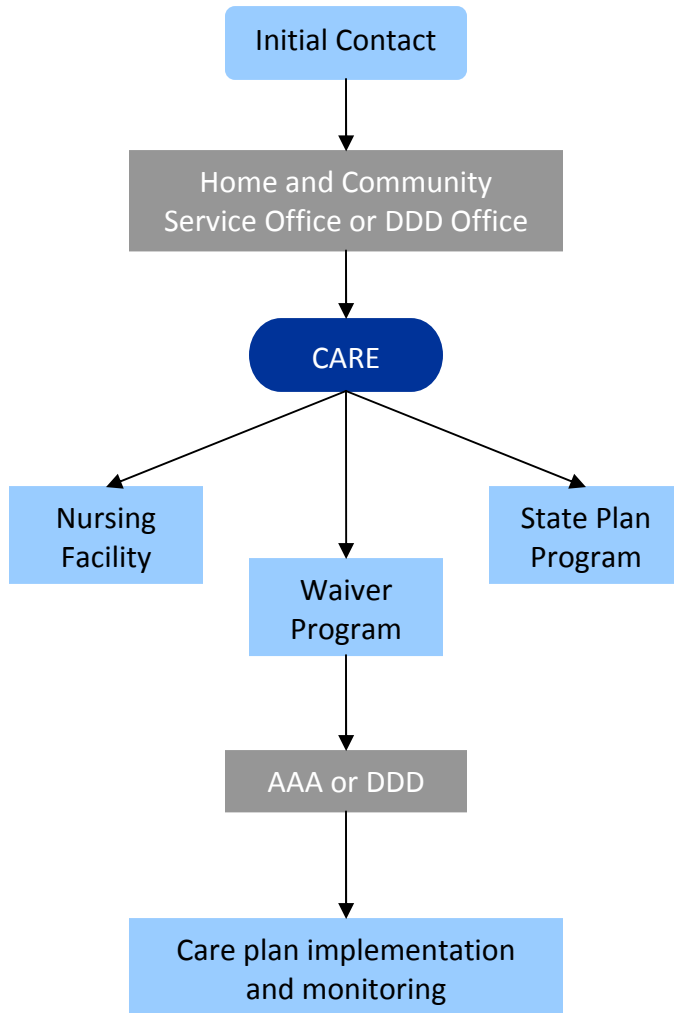 Initial Contact
Home and Community
Service Office or DDD Office
CARE
Nursing
Facility
State Plan
Program
Waiver
Program
AAA or DDD
Care plan implementation
and monitoring